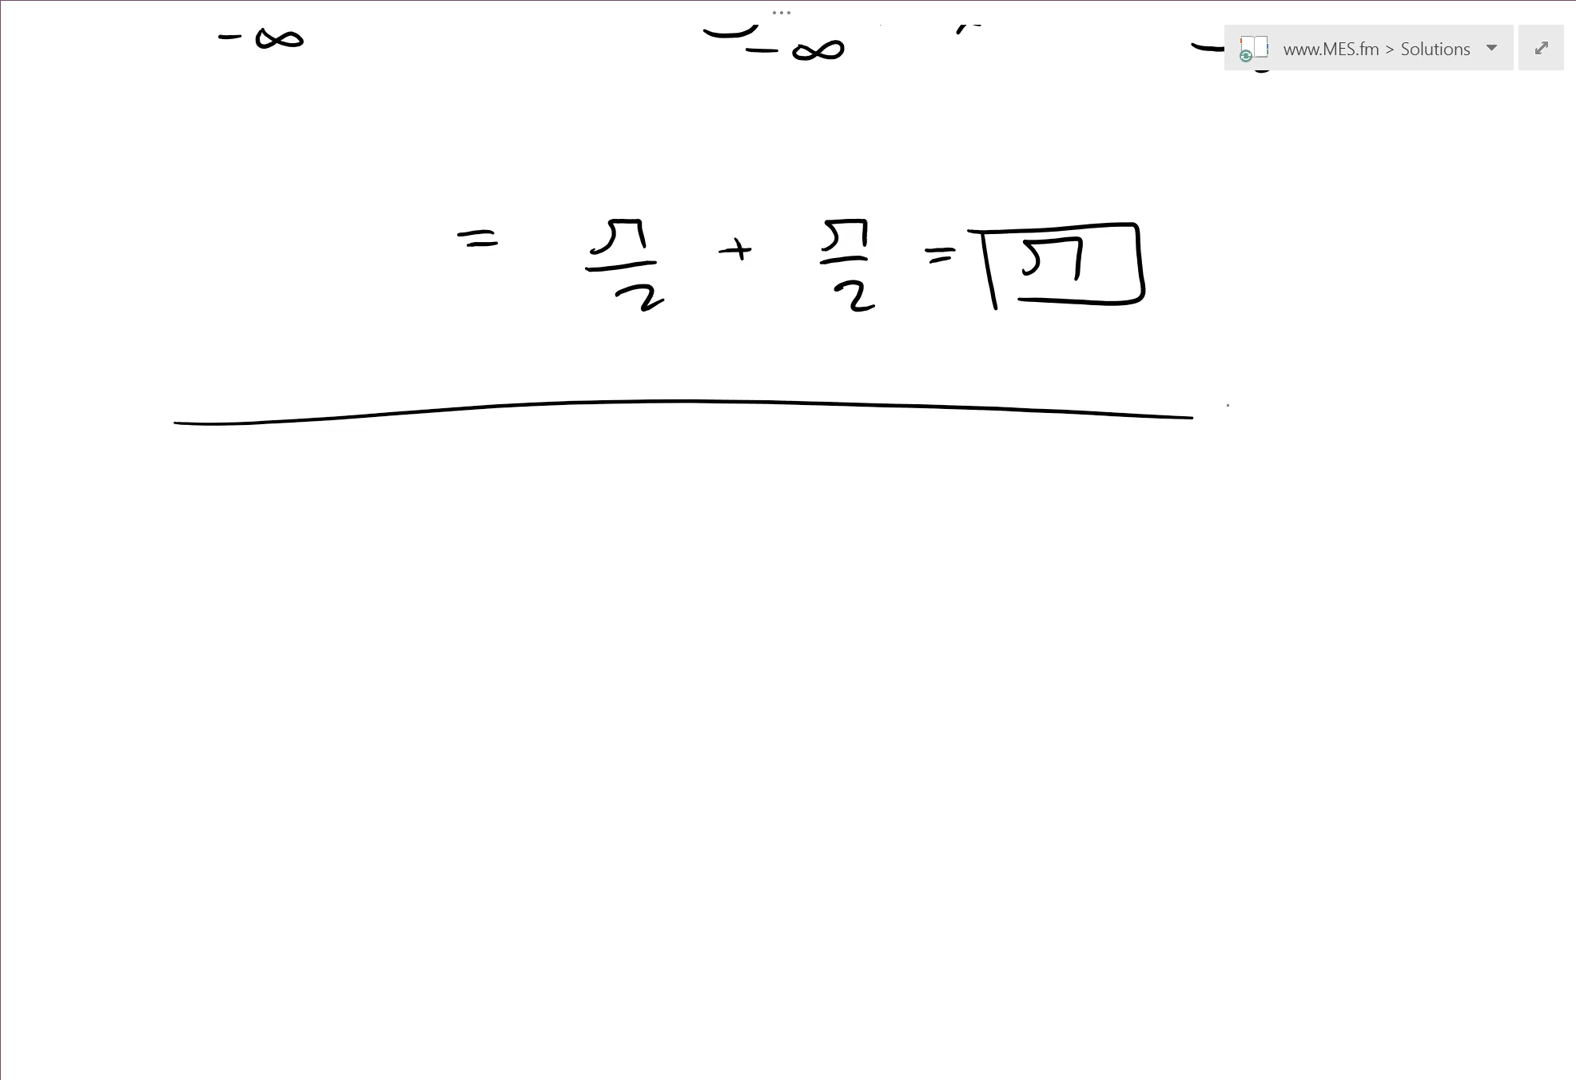 -∞ -∞
www.MES.fm > Solutions
= π/2 + π/2 = π